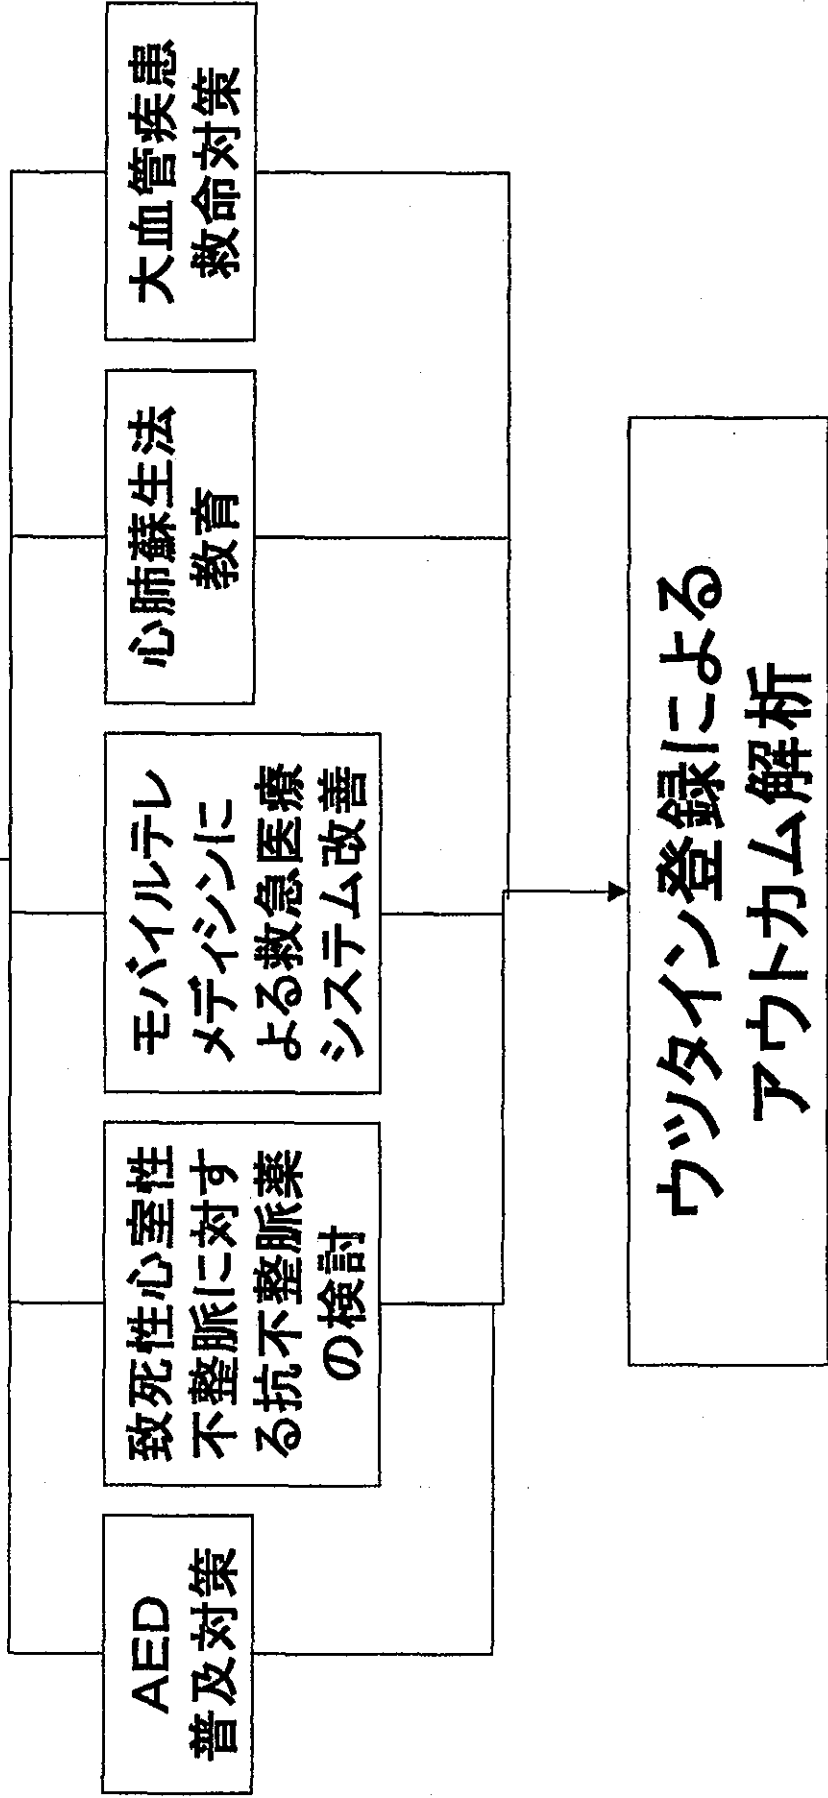 AED
普及対策
致死性心室性
不整脈に対す
る抗不整脈薬
の検討
モバイルテレ
メディシンに
よる救急医療
システム改善
心肺蘇生法
教育
大血管疾患
救命対策
ウツタイン登録による
アウトカム解析